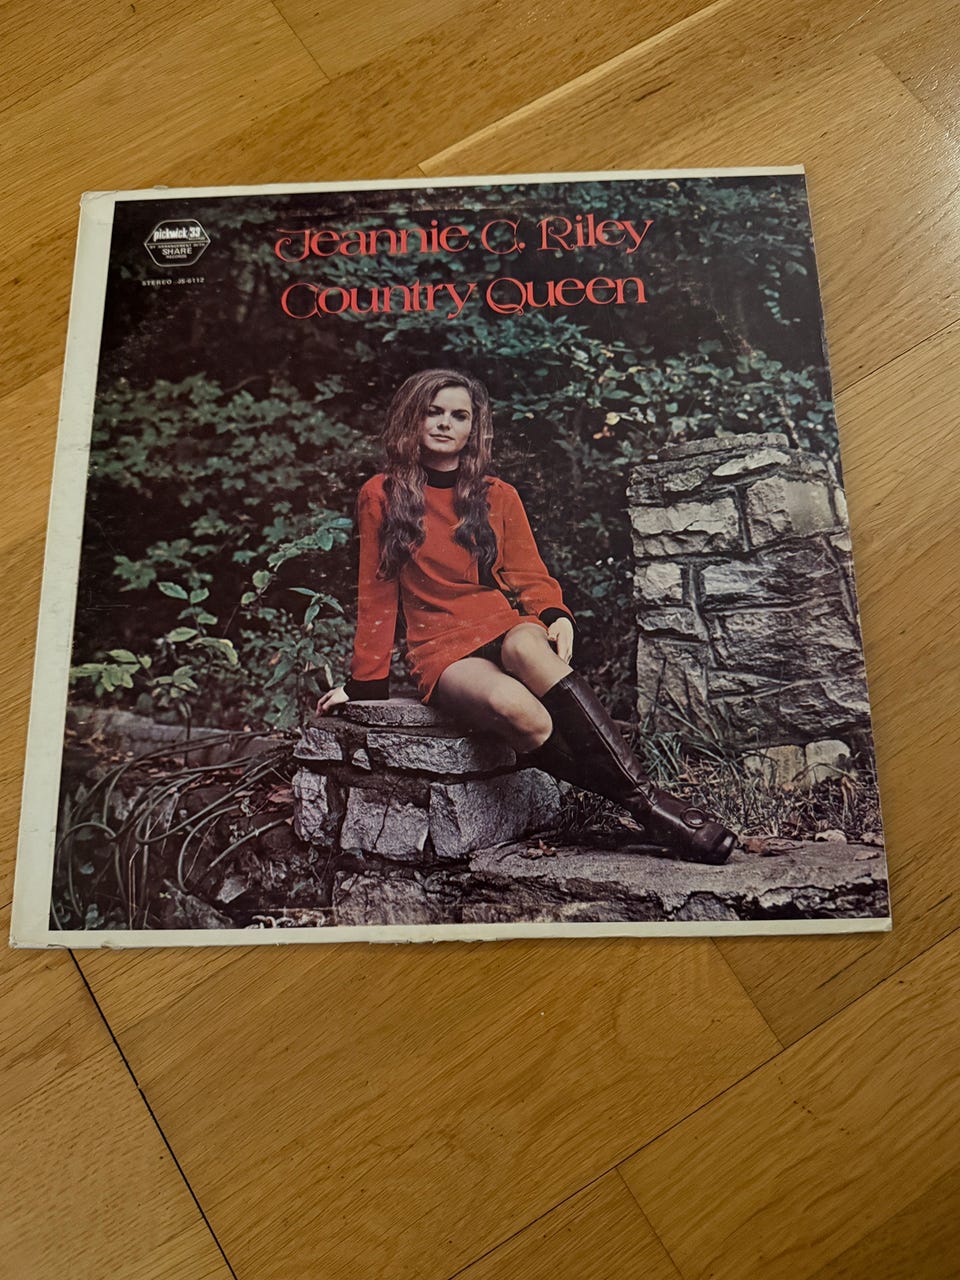 pickwick/33
BY ARRANGEMENT WITH
SHARE
RECORDS
STEREO JS-6112
Jeannie C. Riley
Country Queen